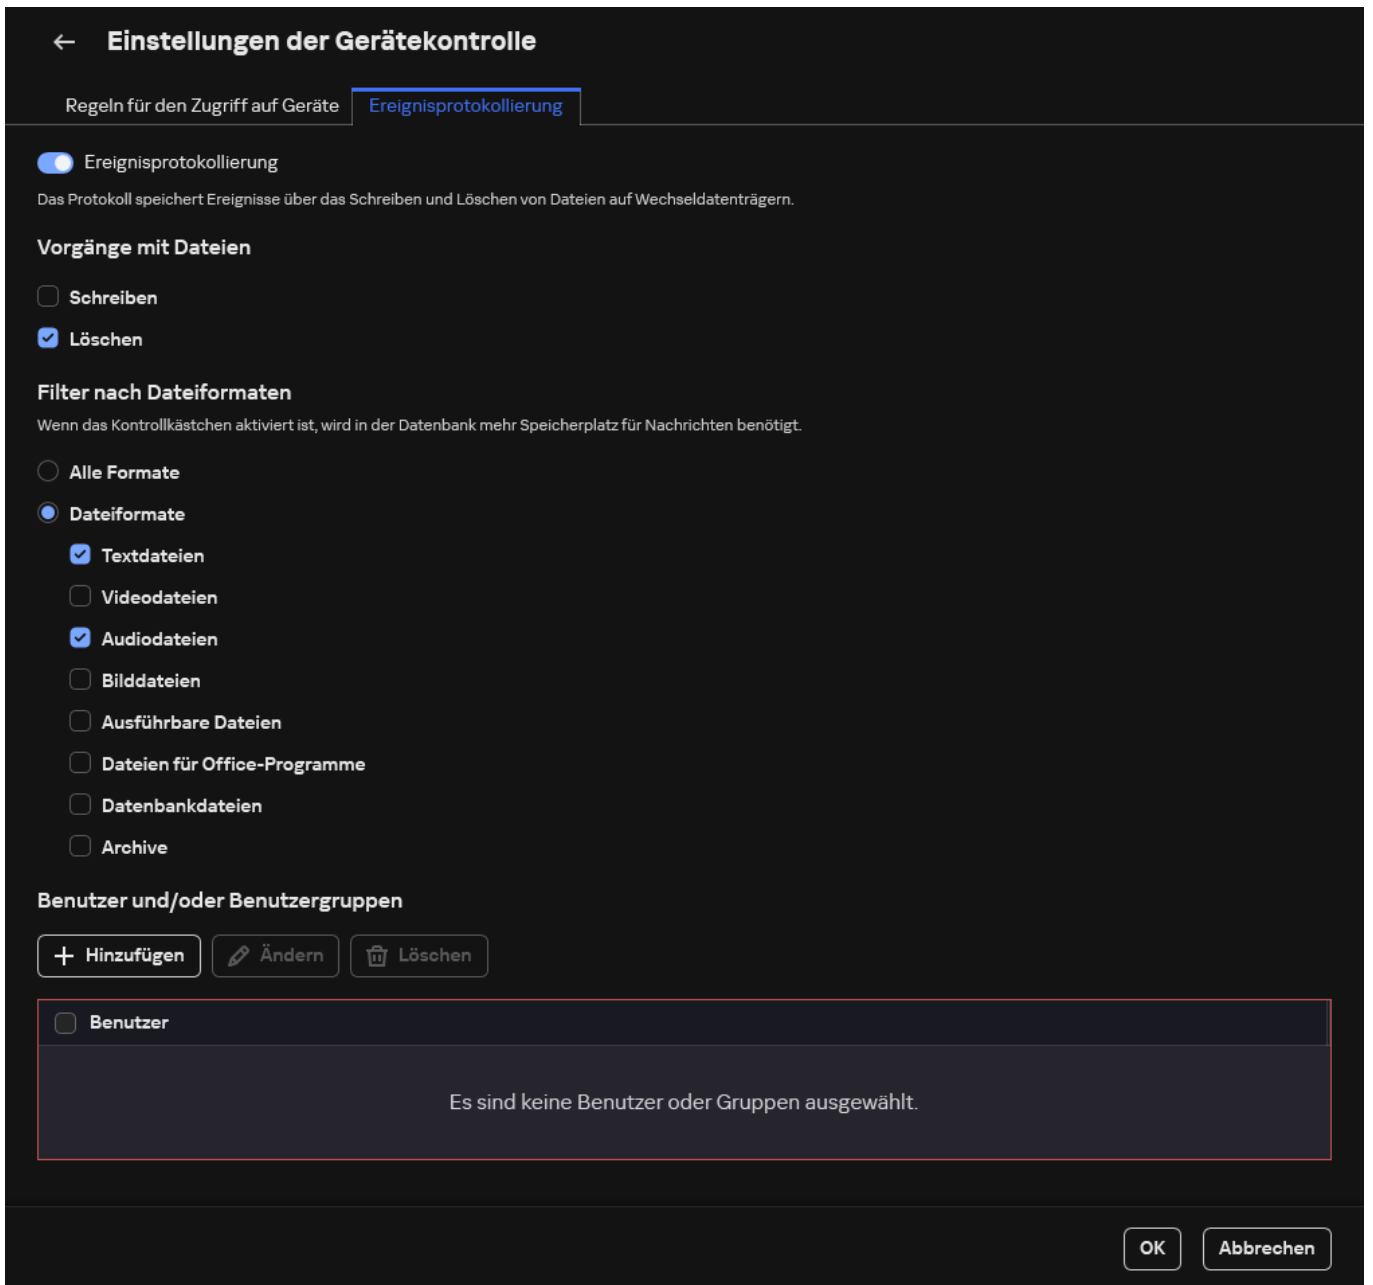 Einstellungen der Gerätekontrolle
Regeln für den Zugriff auf Geräte
Ereignisprotokollierung
Ereignisprotokollierung
Das Protokoll speichert Ereignisse über das Schreiben und Löschen von Dateien auf Wechseldatenträgern.
Vorgänge mit Dateien
Schreiben
Löschen
Filter nach Dateiformaten
Wenn das Kontrollkästchen aktiviert ist, wird in der Datenbank mehr Speicherplatz für Nachrichten benötigt.
Alle Formate
Dateiformate
Textdateien
Videodateien
Audiodateien
Bilddateien
Ausführbare Dateien
Dateien für Office-Programme
Datenbankdateien
Archive
Benutzer und/oder Benutzergruppen
Hinzufügen
Ändern
Löschen
Benutzer
Es sind keine Benutzer oder Gruppen ausgewählt.
OK
Abbrechen